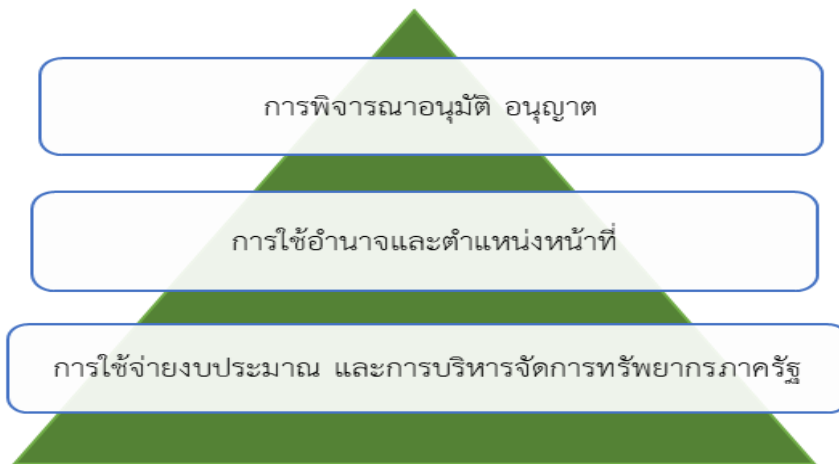 การพิจารณาอนุมัติ อนุญาต
การใช้อำนาจและตำแหน่งหน้าที่
การใช้จ่ายงบประมาณ และการบริหารจัดการทรัพยากรภาครัฐ